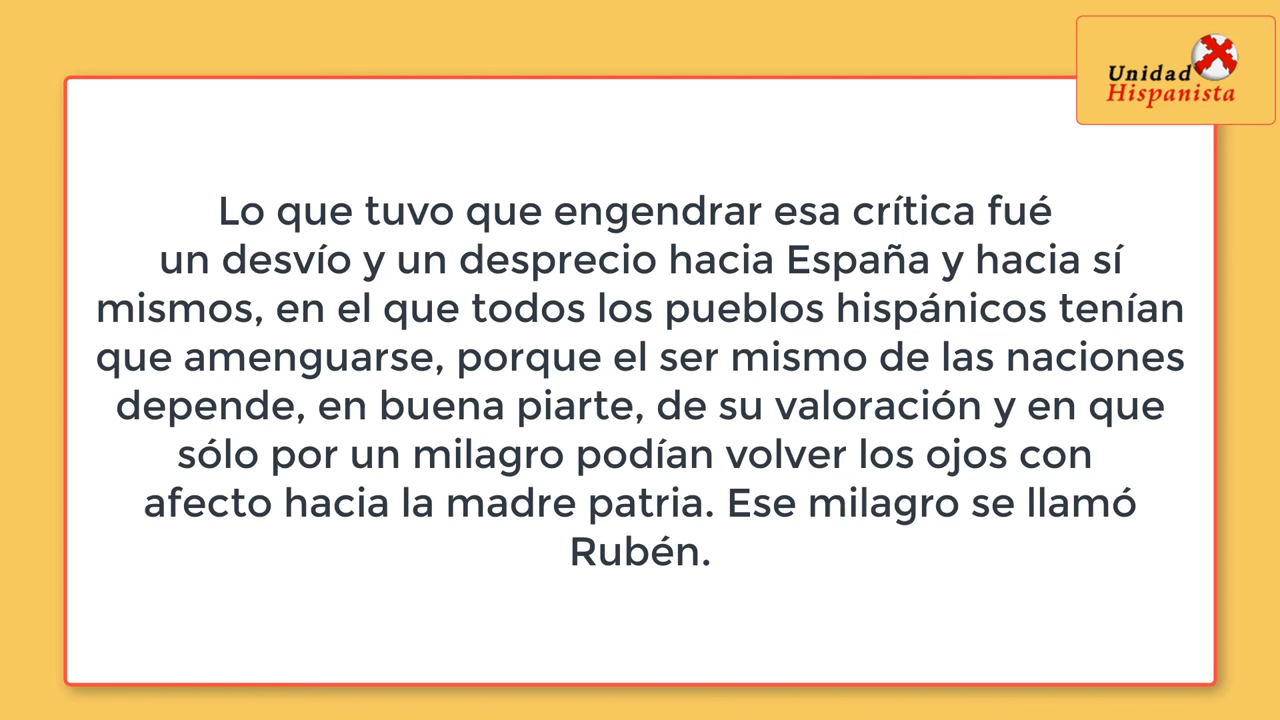 Unidad
Hispanista
Lo que tuvo que engendrar esa crítica fué
un desvío y un desprecio hacia España y hacia sí
mismos, en el que todos los pueblos hispánicos tenían
que amenguarse, porque el ser mismo de las naciones
depende, en buena piarte, de su valoración y en que
sólo por un milagro podían volver los ojos con
afecto hacia la madre patria. Ese milagro se llamó
Rubén.